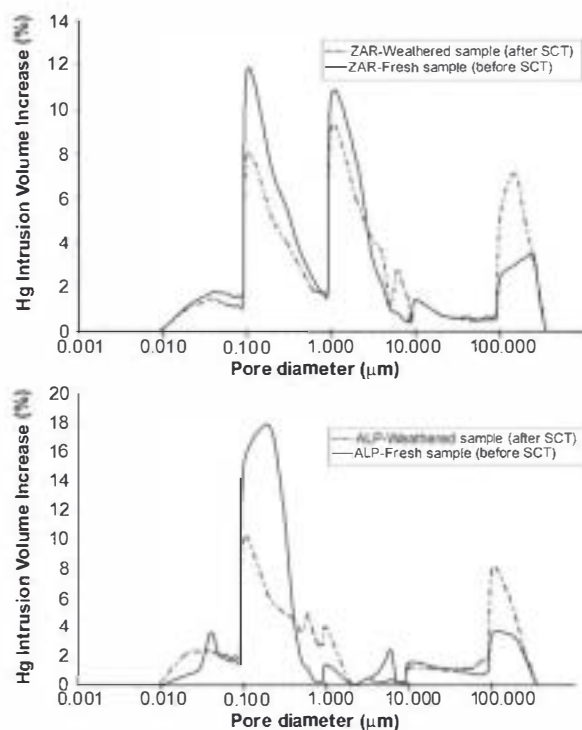 14
12
10
8
6
4
2
0
Hg Intrusion Volume Increase (%)
ZAR-Weathered sample (after SCT)
ZAR-Fresh sample (before SCT)
0.001 0.010 0.100 1.000 10.000 100.000
Pore diameter (μm)
20
18
16
14
12
10
8
6
4
2
0
Hg Intrusion Volume Increase (%)
ALP-Weathered sample (after SCT)
ALP-Fresh sample (before SCT)
0.001 0.010 0.100 1.000 10.000 100.000
Pore diameter (μm)